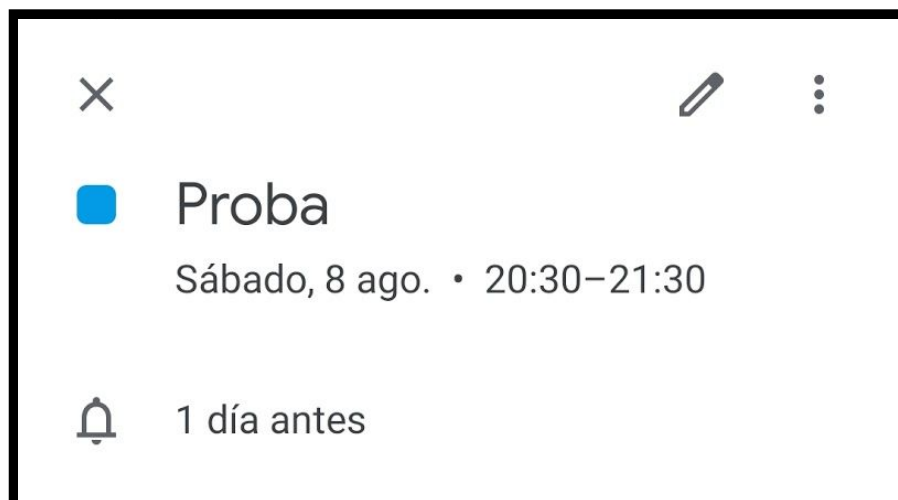 Proba
Sábado, 8 ago. • 20:30–21:30
1 día antes